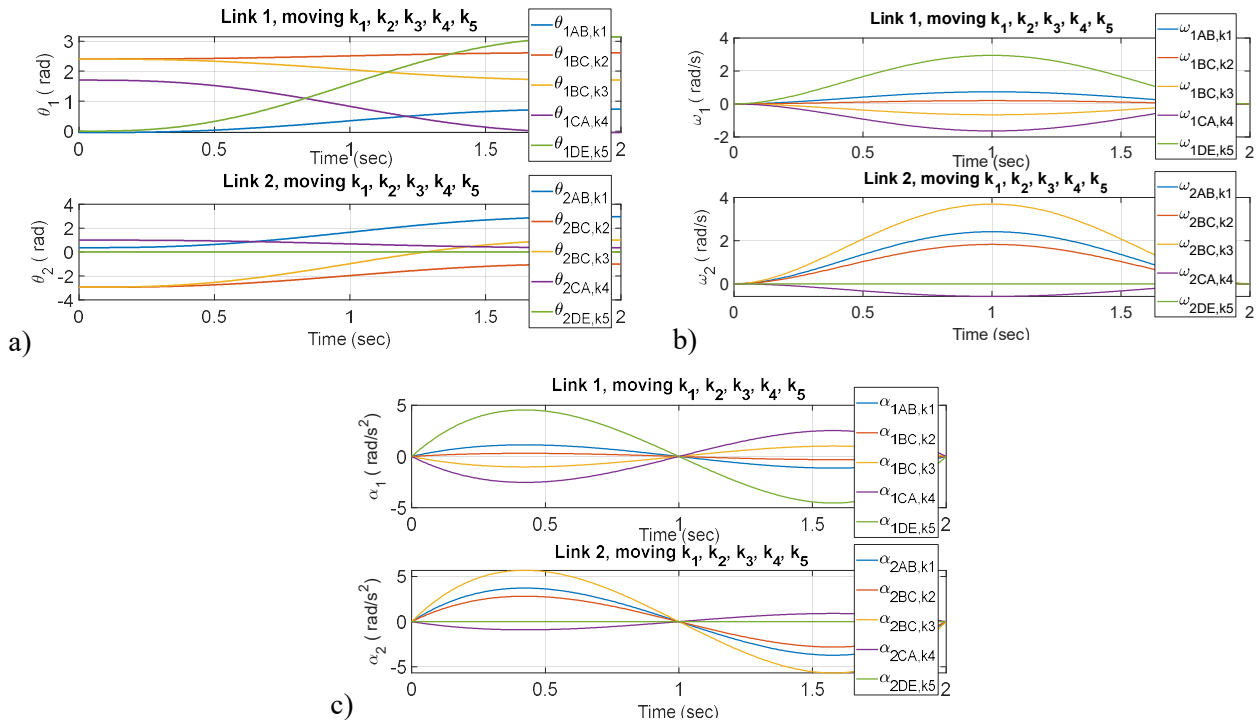 a)
Link 1, moving k₁, k₂, k₃, k₄, k₅
θ₁ (rad)
3
2
1
0
0 0.5 1 1.5 2
Time (sec)
θ1AB,k1
θ1BC,k2
θ1BC,k3
θ1CA,k4
θ1DE,k5
Link 2, moving k₁, k₂, k₃, k₄, k₅
θ₂ (rad)
4
2
0
-2
-4
0 0.5 1 1.5 2
Time (sec)
θ2AB,k1
θ2BC,k2
θ2BC,k3
θ2CA,k4
θ2DE,k5
b)
Link 1, moving k₁, k₂, k₃, k₄, k₅
ω₁ ( rad/s)
4
2
0
-2
0 0.5 1 1.5 2
Time (sec)
ω1AB,k1
ω1BC,k2
ω1BC,k3
ω1CA,k4
ω1DE,k5
Link 2, moving k₁, k₂, k₃, k₄, k₅
ω₂ ( rad/s)
4
2
0
0 0.5 1 1.5 2
Time (sec)
ω2AB,k1
ω2BC,k2
ω2BC,k3
ω2CA,k4
ω2DE,k5
c)
Link 1, moving k₁, k₂, k₃, k₄, k₅
α₁ ( rad/s²)
5
0
-5
0 0.5 1 1.5 2
Time (sec)
α1AB,k1
α1BC,k2
α1BC,k3
α1CA,k4
α1DE,k5
Link 2, moving k₁, k₂, k₃, k₄, k₅
α₂ ( rad/s²)
5
0
-5
0 0.5 1 1.5 2
Time (sec)
α2AB,k1
α2BC,k2
α2BC,k3
α2CA,k4
α2DE,k5